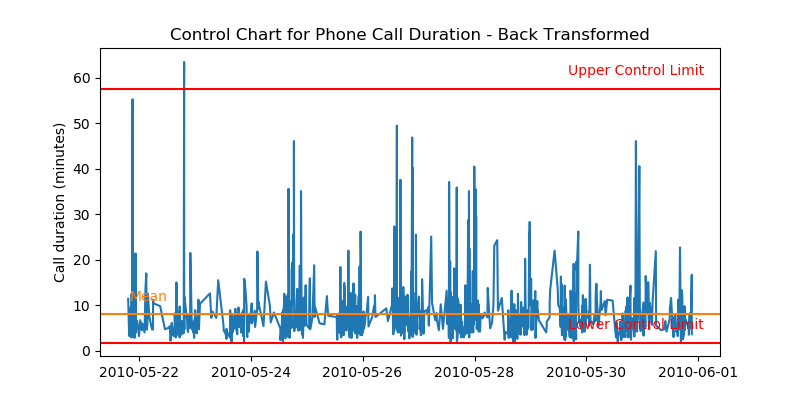 Control Chart for Phone Call Duration - Back Transformed
Upper Control Limit
Mean
Lower Control Limit
Call duration (minutes)
60
50
40
30
20
10
0
2010-05-22
2010-05-24
2010-05-26
2010-05-28
2010-05-30
2010-06-01